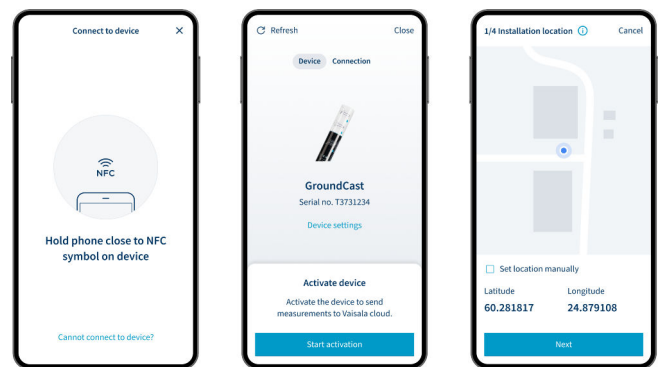 Connect to device
NFC
Hold phone close to NFC
symbol on device
Cannot connect to device?
Refresh
Close
Device
Connection
GroundCast
Serial no. T3731234
Device settings
Activate device
Activate the device to send
measurements to Vaisala cloud.
Start activation
1/4 Installation location
Cancel
Set location manually
Latitude
Longitude
60.281817
24.879108
Next